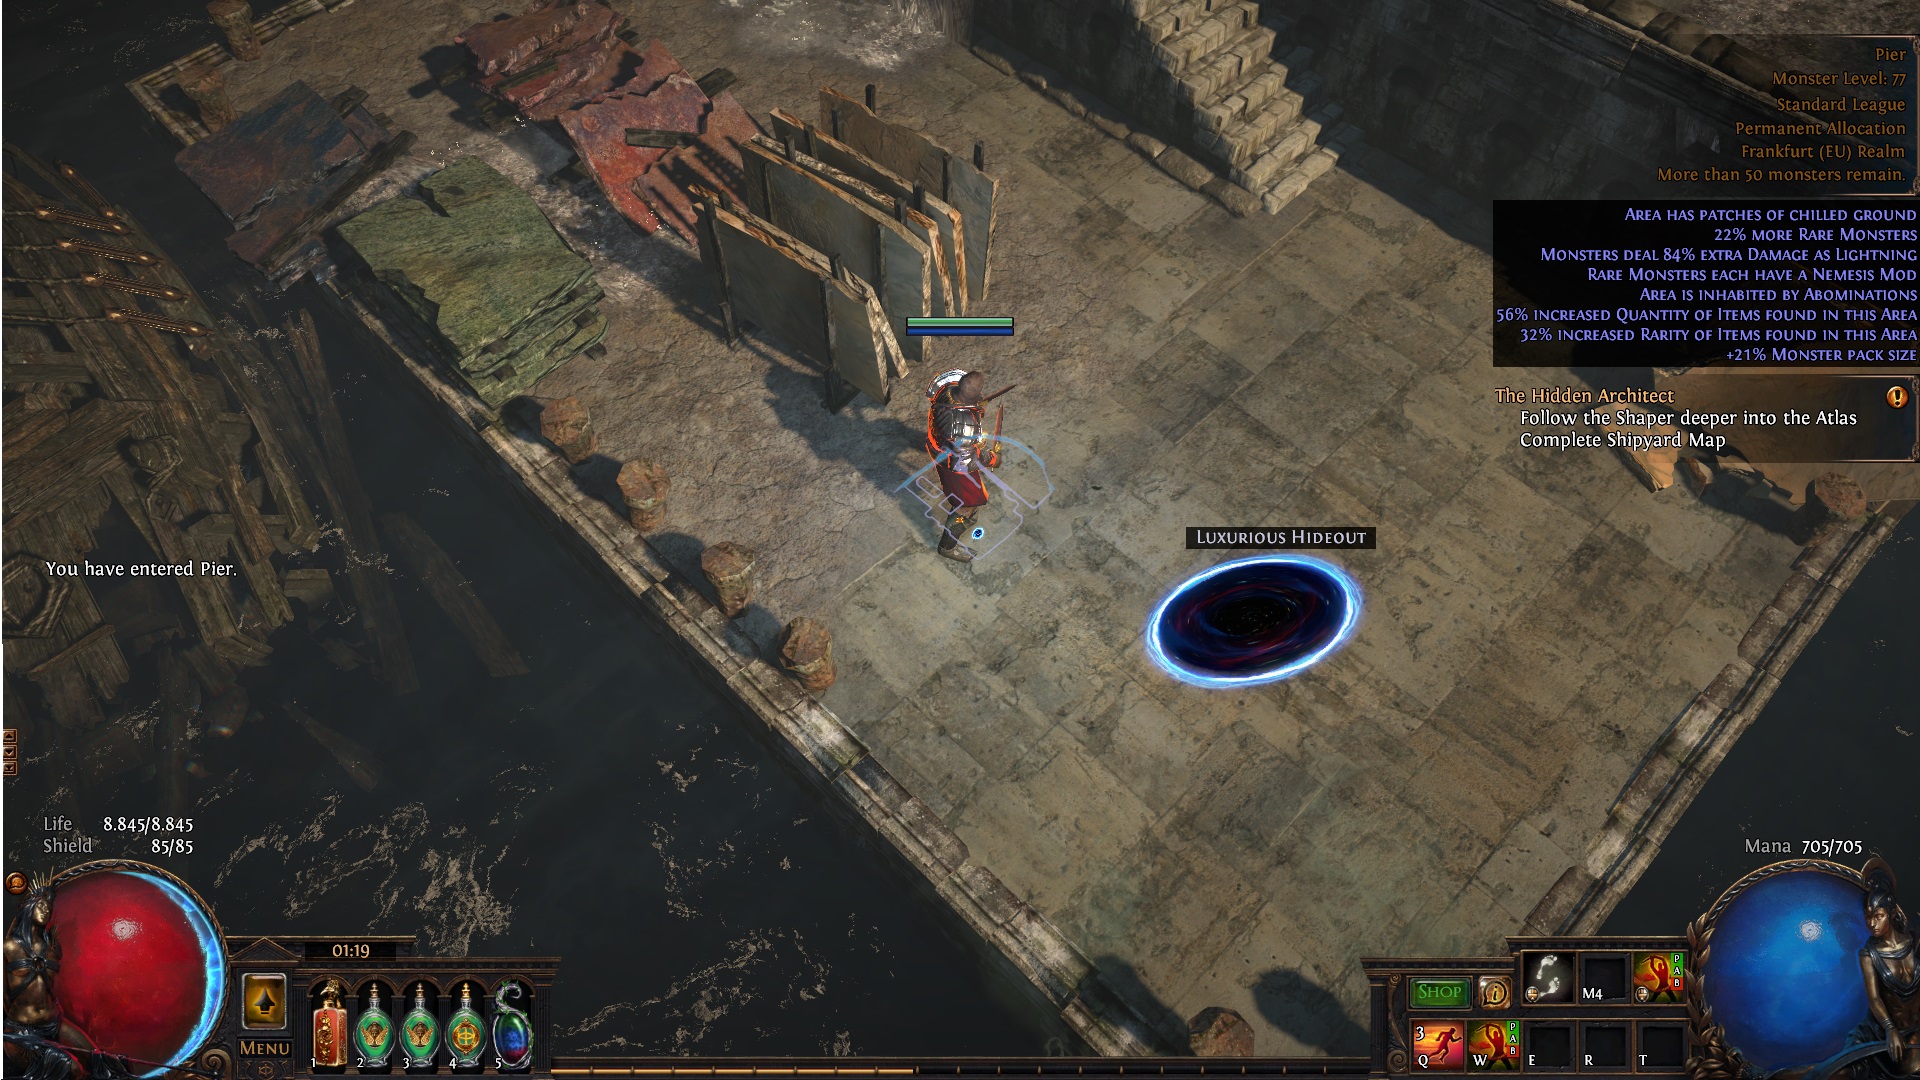 Pier
Monster Level: 77
Standard League
Permanent Allocation
Frankfurt (EU) Realm
More than 50 monsters remain.
Area has patches of chilled ground
22% more Rare Monsters
Monsters deal 84% extra Damage as Lightning
Rare Monsters each have a Nemesis Mod
Area is inhabited by Abominations
56% increased Quantity of Items found in this Area
32% increased Rarity of Items found in this Area
+21% Monster pack size
The Hidden Architect
Follow the Shaper deeper into the Atlas
Complete Shipyard Map
Luxurious Hideout
You have entered Pier.
Life 8.845/8.845
Shield 85/85
Mana 705/705
01:19
Menu
1 2 3 4 5
Shop
M4
P
A
B
3
Q W E R T
P
A
B